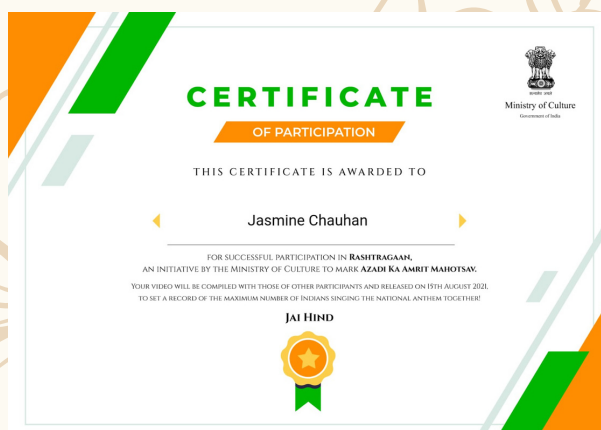 CERTIFICATE
Ministry of Culture
Government of India
OF PARTICIPATION
THIS CERTIFICATE IS AWARDED TO
Jasmine Chauhan
FOR SUCCESSFUL PARTICIPATION IN RASHTRAGAAN,
AN INITIATIVE BY THE MINISTRY OF CULTURE TO MARK AZADI KA AMRIT MAHOTSAV.
YOUR VIDEO WILL BE COMPILED WITH THOSE OF OTHER PARTICIPANTS AND RELEASED ON 15TH AUGUST 2021,
TO SET A RECORD OF THE MAXIMUM NUMBER OF INDIANS SINGING THE NATIONAL ANTHEM TOGETHER!
JAI HIND